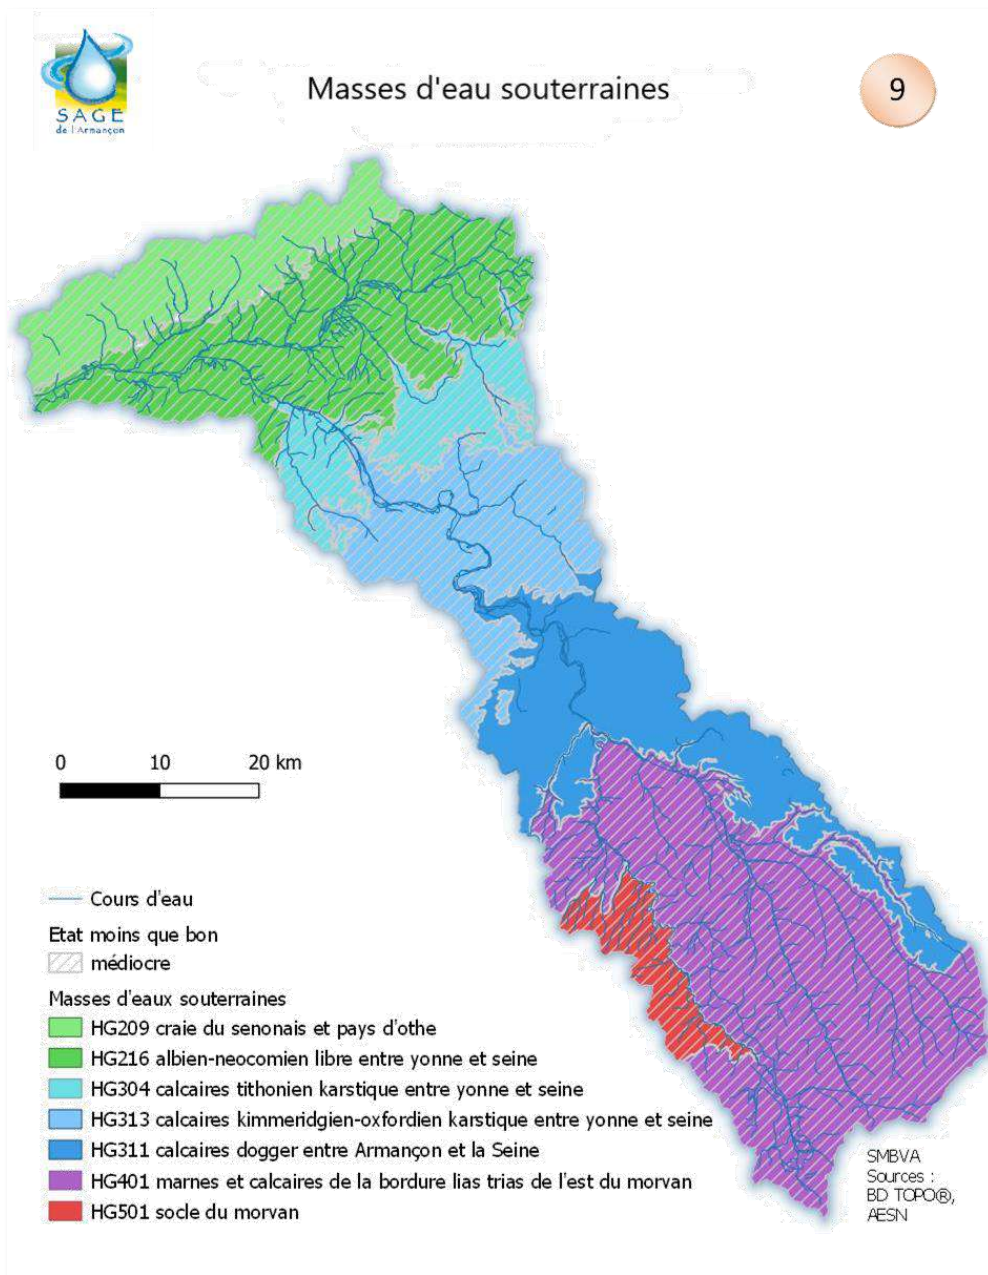 SAGE
de l'Armançon
Masses d'eau souterraines
9
0 10 20 km
Cours d'eau
Etat moins que bon
médiocre
Masses d'eaux souterraines
HG209 craie du senonais et pays d'othe
HG216 albien-neocomien libre entre yonne et seine
HG304 calcaires tithonien karstique entre yonne et seine
HG313 calcaires kimmeridgien-oxfordien karstique entre yonne et seine
HG311 calcaires dogger entre Armançon et la Seine
HG401 marnes et calcaires de la bordure lias trias de l'est du morvan
HG501 socle du morvan
SMBVA
Sources :
BD TOPO®,
AESN